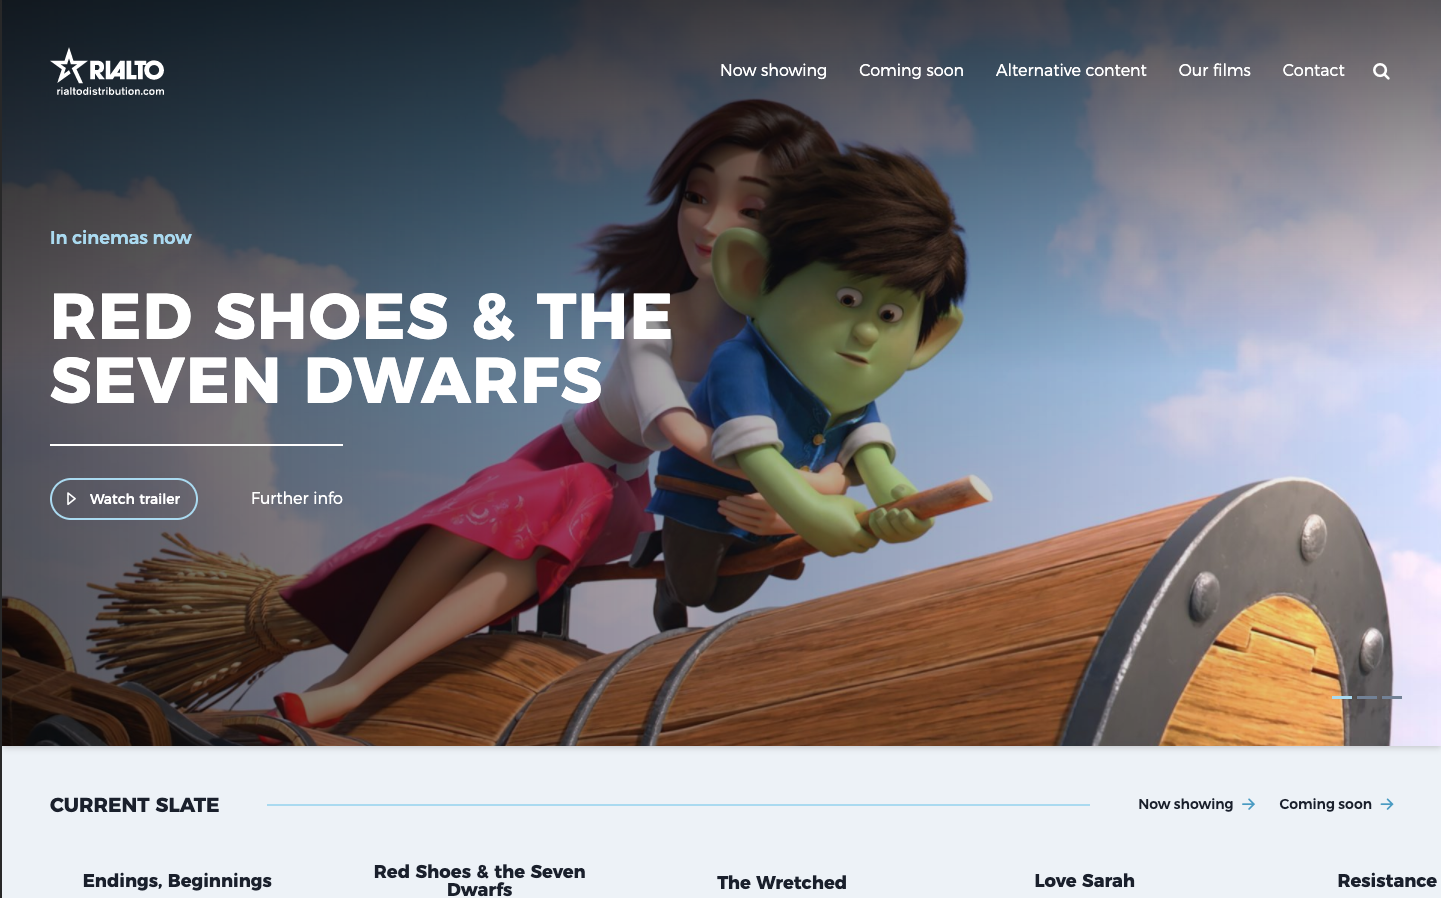 RIALTO
rialtodistribution.com
Now showing
Coming soon
Alternative content
Our films
Contact
In cinemas now
RED SHOES & THE
SEVEN DWARFS
Watch trailer
Further info
CURRENT SLATE
Now showing
Coming soon
Endings, Beginnings
Red Shoes & the Seven
Dwarfs
The Wretched
Love Sarah
Resistance